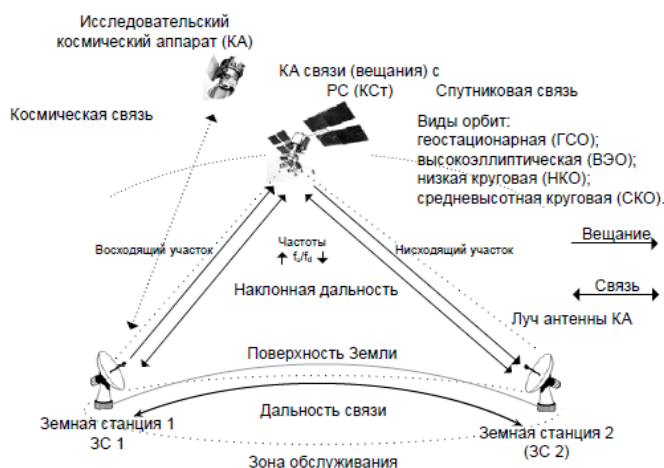 Исследовательский
космический аппарат (КА)
КА связи (вещания) с
РС (КСт)
Спутниковая связь
Космическая связь
Виды орбит:
геостационарная (ГСО);
высокоэллиптическая (ВЭО);
низкая круговая (НКО);
средневысотная круговая (СКО).
Вещание
Восходящий участок
Частоты
fu/fd
Нисходящий участок
Связь
Наклонная дальность
Луч антенны КА
Поверхность Земли
Земная станция 1
ЗС 1
Дальность связи
Земная станция 2
(ЗС 2)
Зона обслуживания